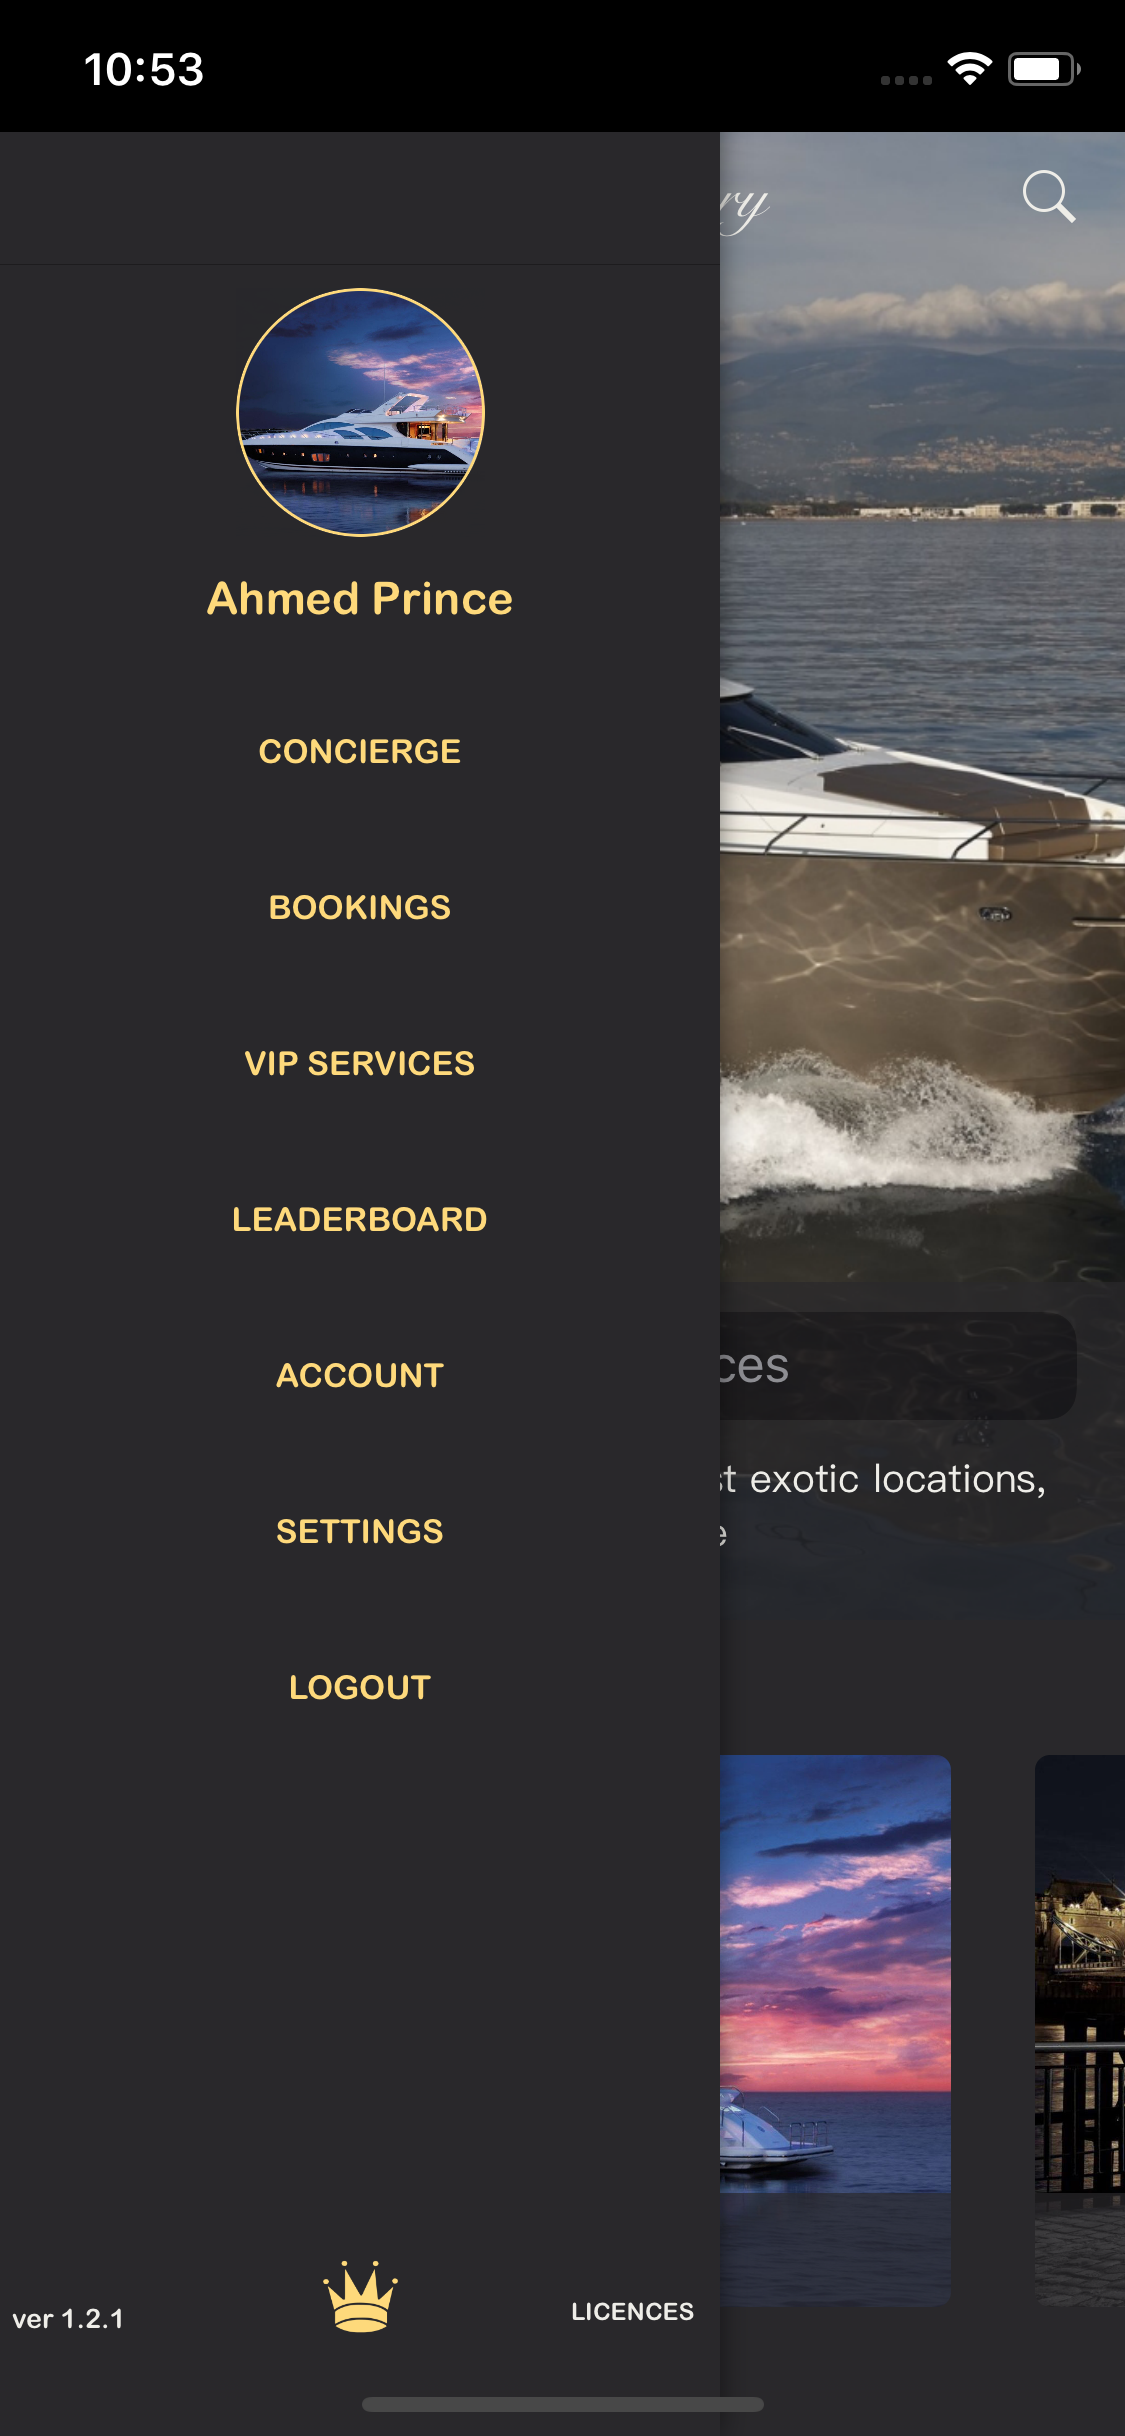 10:53
ry
Ahmed Prince
CONCIERGE
BOOKINGS
VIP SERVICES
LEADERBOARD
ACCOUNT
ces
st exotic locations,
e
SETTINGS
LOGOUT
ver 1.2.1
LICENCES